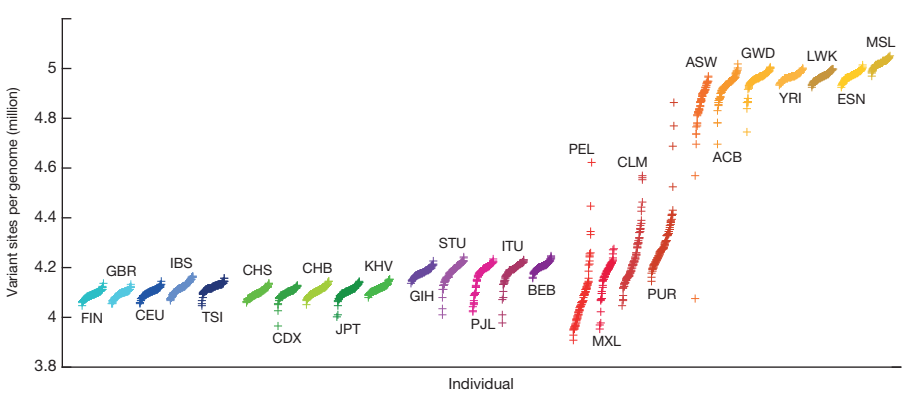 Variant sites per genome (million)
5
4.8
4.6
4.4
4.2
4
3.8
FIN
GBR
CEU
IBS
TSI
CHS
CDX
CHB
JPT
KHV
GIH
STU
PJL
ITU
BEB
PEL
MXL
CLM
PUR
ASW
ACB
GWD
YRI
LWK
ESN
MSL
Individual